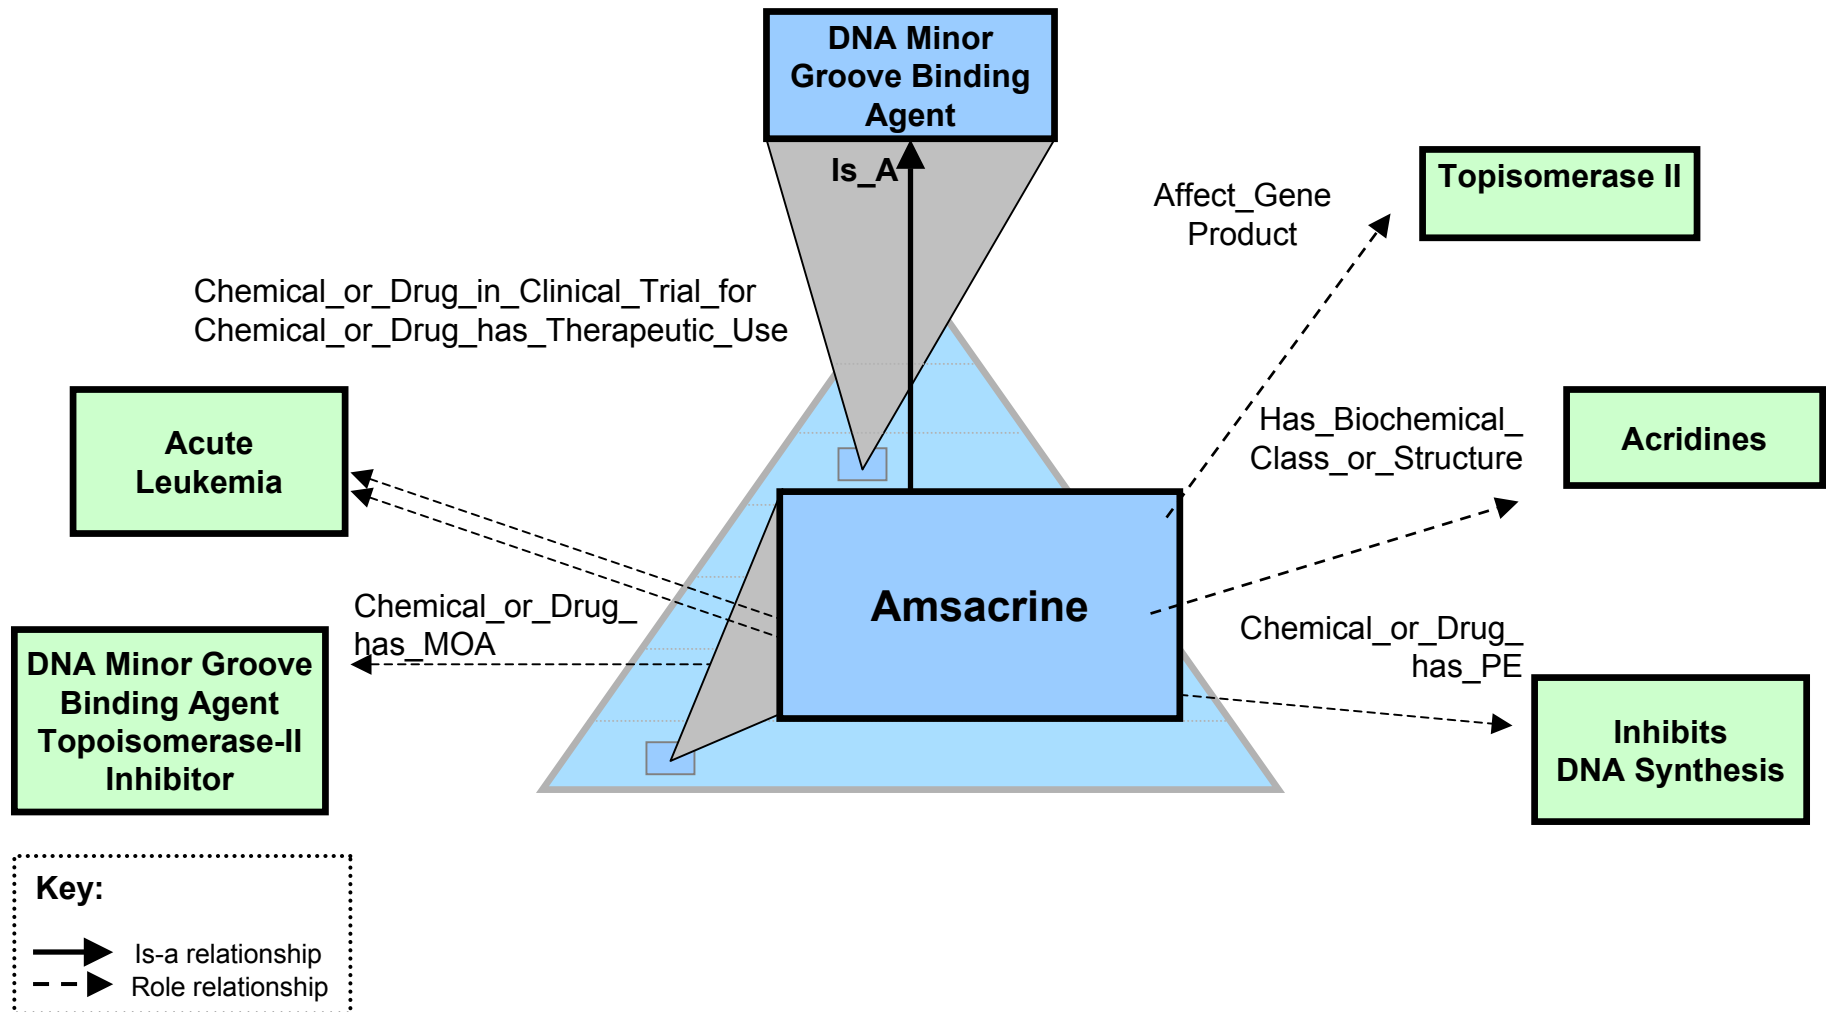 DNA Minor
Groove Binding
Agent
Is_A
Affect_Gene
Product
Topisomerase II
Chemical_or_Drug_in_Clinical_Trial_for
Chemical_or_Drug_has_Therapeutic_Use
Acute
Leukemia
Has_Biochemical_
Class_or_Structure
Acridines
Amsacrine
Chemical_or_Drug_
has_MOA
DNA Minor Groove
Binding Agent
Topoisomerase-II
Inhibitor
Chemical_or_Drug_
has_PE
Inhibits
DNA Synthesis
Key:
Is-a relationship
Role relationship